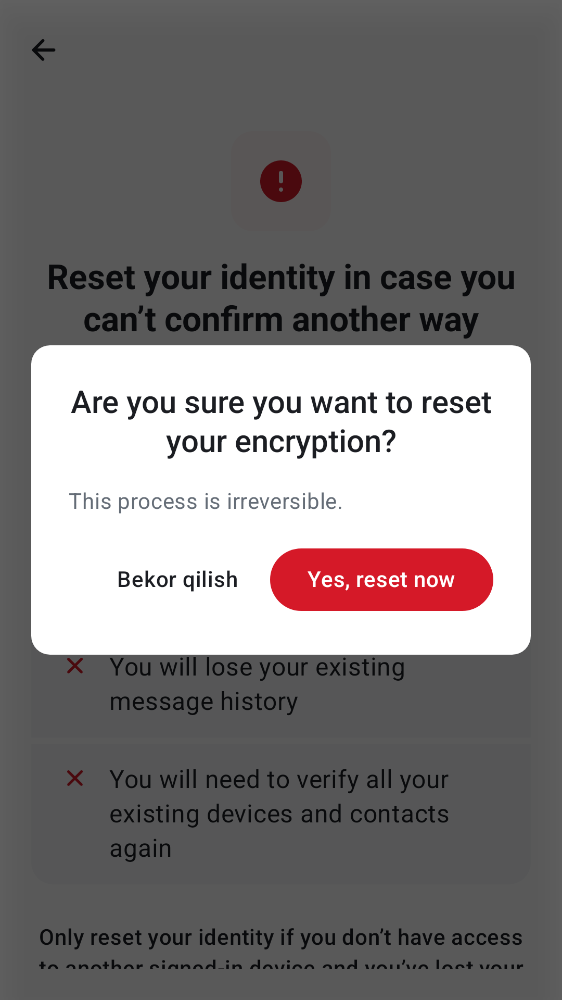 Reset your identity in case you
can’t confirm another way
Are you sure you want to reset
your encryption?
This process is irreversible.
Bekor qilish
Yes, reset now
You will lose your existing
message history
You will need to verify all your
existing devices and contacts
again
Only reset your identity if you don’t have access
to another signed-in device and you’ve lost your